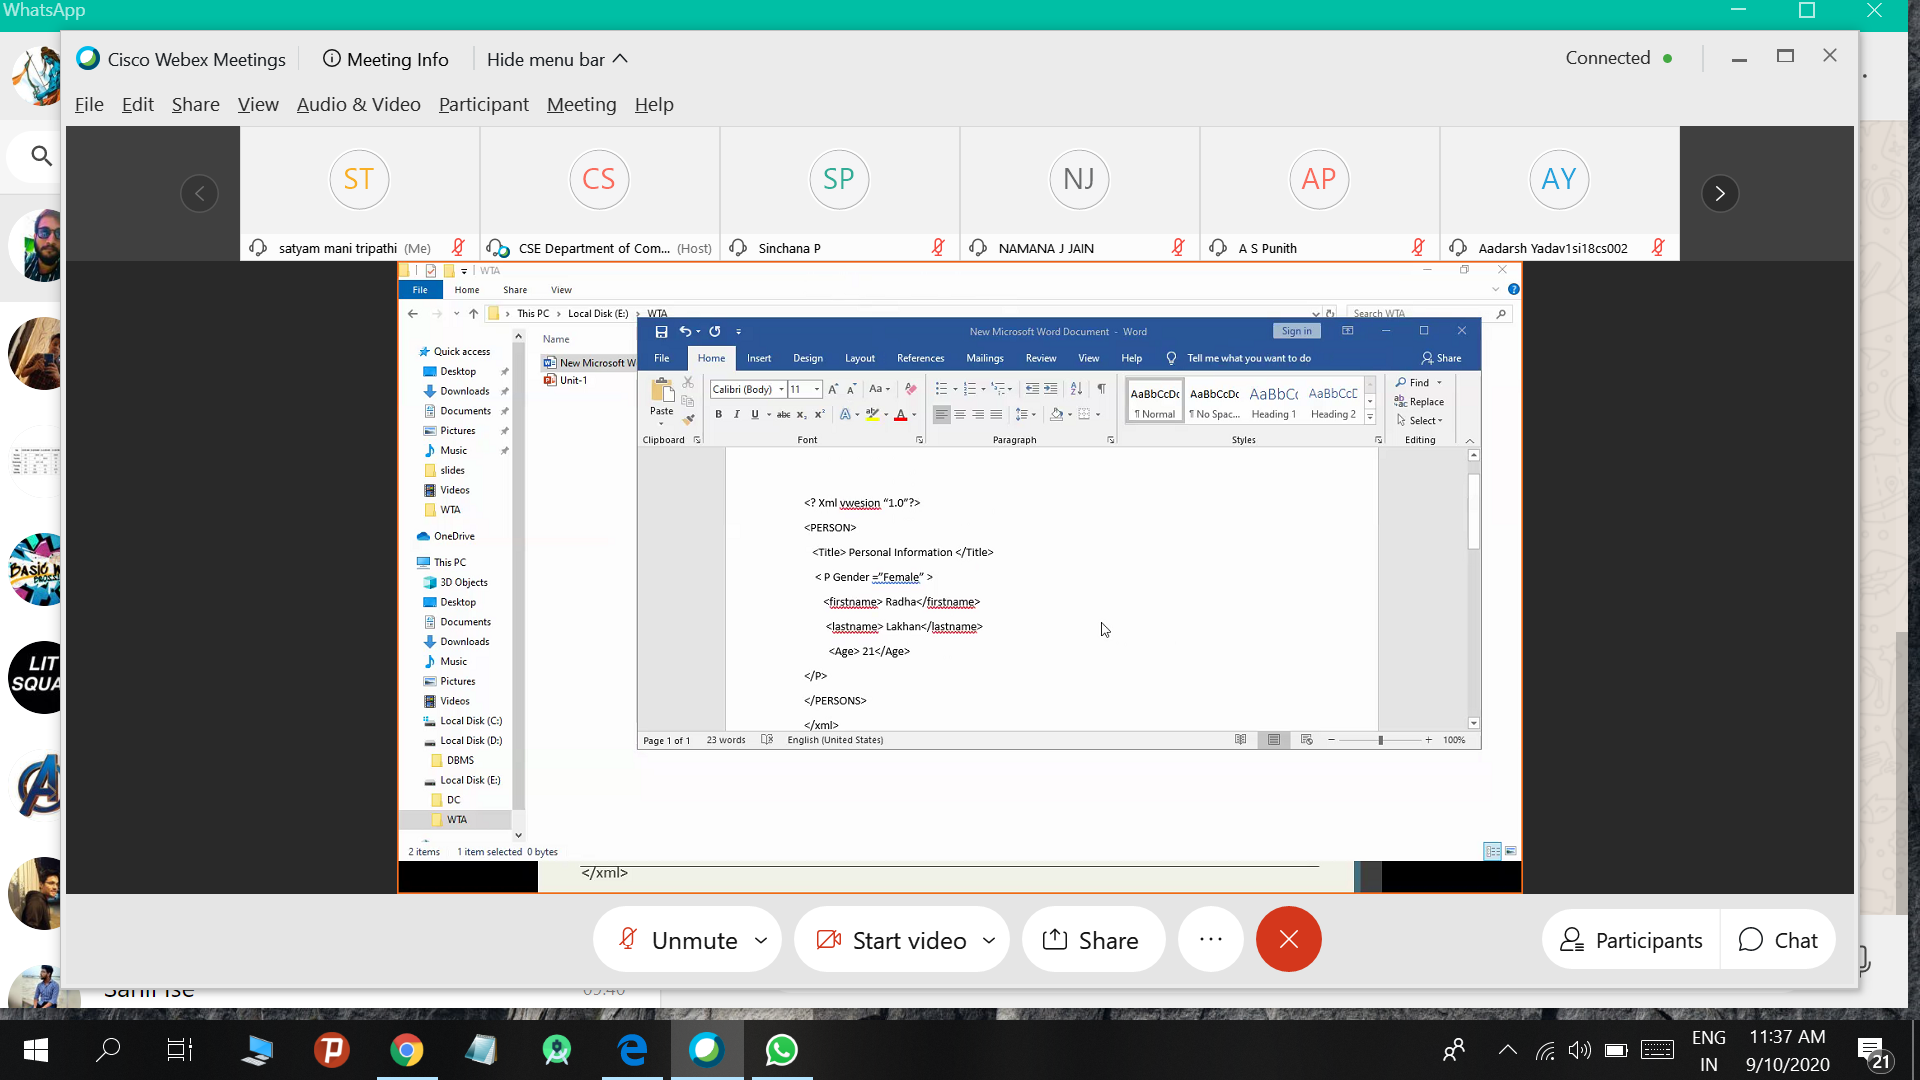 WhatsApp
Cisco Webex Meetings
Meeting Info
Hide menu bar
Connected
File Edit Share View Audio & Video Participant Meeting Help
ST CS SP NJ AP AY
satyam mani tripathi (Me)
CSE Department of Com... (Host)
Sinchana P
NAMANA J JAIN
A S Punith
Aadarsh Yadav1si18cs002
WTA
File Home Share View
This PC › Local Disk (E:) › WTA
Search WTA
Quick access
Desktop
Downloads
Documents
Pictures
Music
slides
Videos
WTA
OneDrive
This PC
3D Objects
Desktop
Documents
Downloads
Music
Pictures
Videos
Local Disk (C:)
Local Disk (D:)
DBMS
Local Disk (E:)
DC
WTA
Name
New Microsoft W
Unit-1
2 items 1 item selected 0 bytes
New Microsoft Word Document - Word
Sign in
File Home Insert Design Layout References Mailings Review View Help Tell me what you want to do Share
Paste
Clipboard
Calibri (Body) 11
B I U abc
Font
Paragraph
AaBbCcDc AaBbCcDc AaBbCc AaBbCcD
¶ Normal ¶ No Spac... Heading 1 Heading 2
Styles
Find
Replace
Select
Editing
<? Xml vwesion “1.0”?>
<PERSON>
<Title> Personal Information </Title>
< P Gender =”Female” >
<firstname> Radha</firstname>
<lastname> Lakhan</lastname>
<Age> 21</Age>
</P>
</PERSONS>
</xml>
Page 1 of 1 23 words English (United States) 100%
</xml>
Unmute
Start video
Share
Participants
Chat
BASIC
LIT
SQUA
ENG
IN
11:37 AM
9/10/2020
21